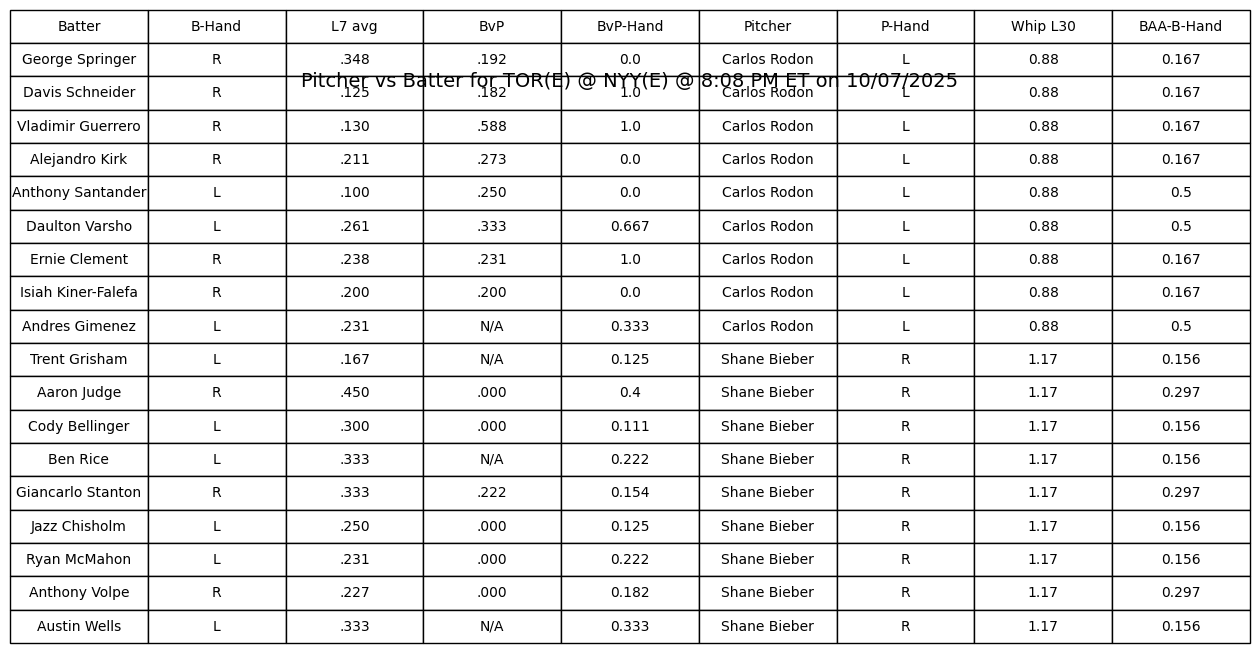 Batter B-Hand L7 avg BvP BvP-Hand Pitcher P-Hand Whip L30 BAA-B-Hand
George Springer R .348 .192 0.0 Carlos Rodon L 0.88 0.167
Pitcher vs Batter for TOR(E) @ NYY(E) @ 8:08 PM ET on 10/07/2025
Davis Schneider R .125 .182 1.0 Carlos Rodon L 0.88 0.167
Vladimir Guerrero R .130 .588 1.0 Carlos Rodon L 0.88 0.167
Alejandro Kirk R .211 .273 0.0 Carlos Rodon L 0.88 0.167
Anthony Santander L .100 .250 0.0 Carlos Rodon L 0.88 0.5
Daulton Varsho L .261 .333 0.667 Carlos Rodon L 0.88 0.5
Ernie Clement R .238 .231 1.0 Carlos Rodon L 0.88 0.167
Isiah Kiner-Falefa R .200 .200 0.0 Carlos Rodon L 0.88 0.167
Andres Gimenez L .231 N/A 0.333 Carlos Rodon L 0.88 0.5
Trent Grisham L .167 N/A 0.125 Shane Bieber R 1.17 0.156
Aaron Judge R .450 .000 0.4 Shane Bieber R 1.17 0.297
Cody Bellinger L .300 .000 0.111 Shane Bieber R 1.17 0.156
Ben Rice L .333 N/A 0.222 Shane Bieber R 1.17 0.156
Giancarlo Stanton R .333 .222 0.154 Shane Bieber R 1.17 0.297
Jazz Chisholm L .250 .000 0.125 Shane Bieber R 1.17 0.156
Ryan McMahon L .231 .000 0.222 Shane Bieber R 1.17 0.156
Anthony Volpe R .227 .000 0.182 Shane Bieber R 1.17 0.297
Austin Wells L .333 N/A 0.333 Shane Bieber R 1.17 0.156